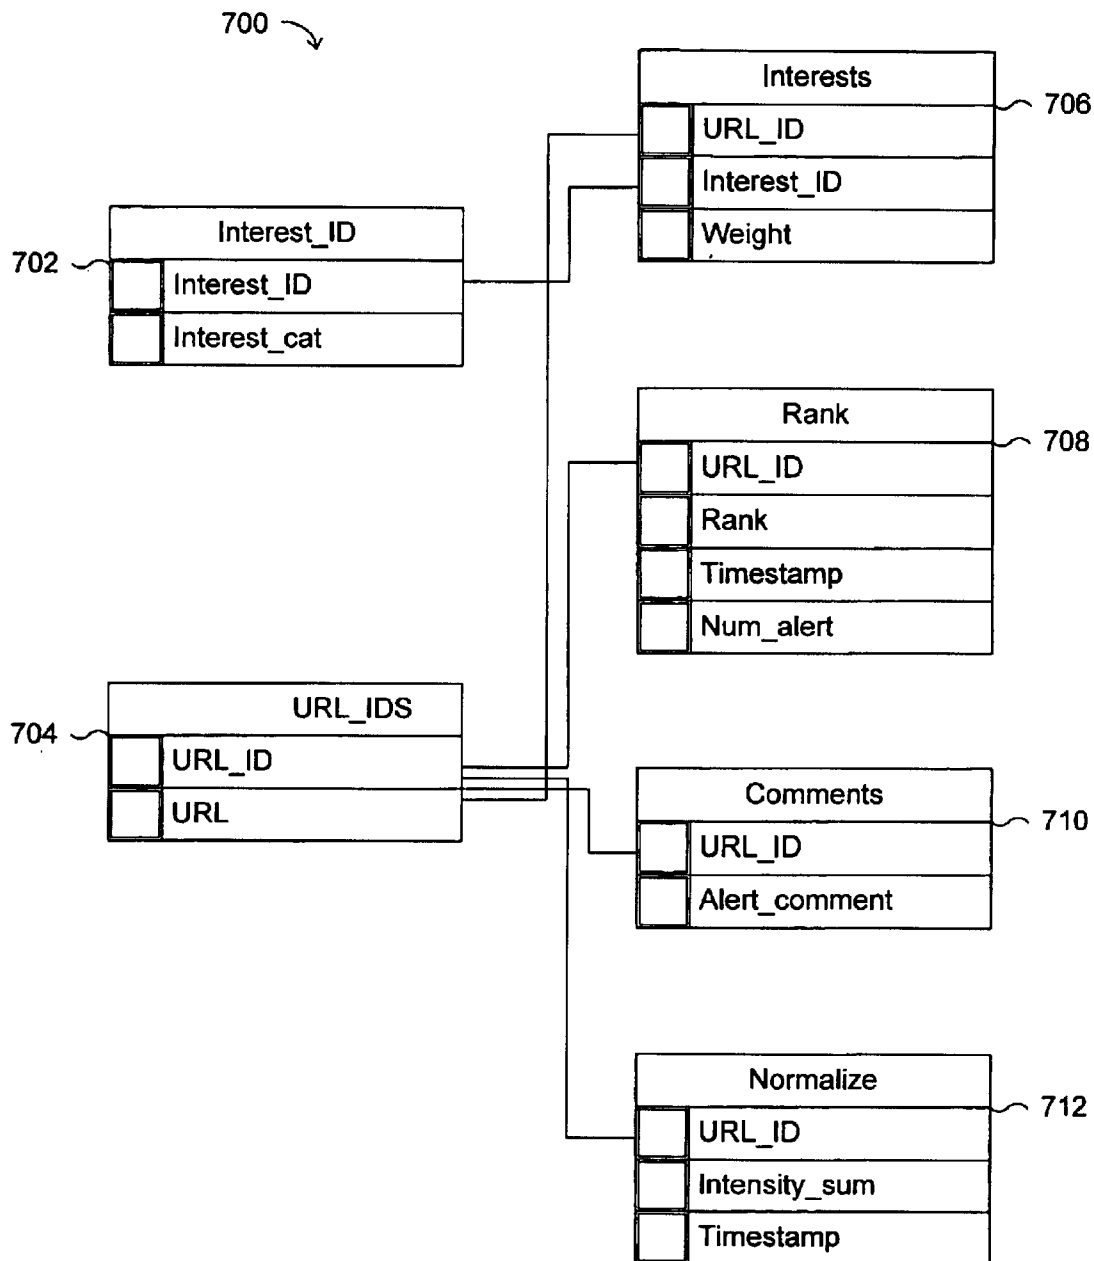 700
Interests
706
URL_ID
Interest_ID
Weight
Interest_ID
702
Interest_ID
Interest_cat
Rank
708
URL_ID
Rank
Timestamp
Num_alert
URL_IDS
704
URL_ID
URL
Comments
710
URL_ID
Alert_comment
Normalize
712
URL_ID
Intensity_sum
Timestamp